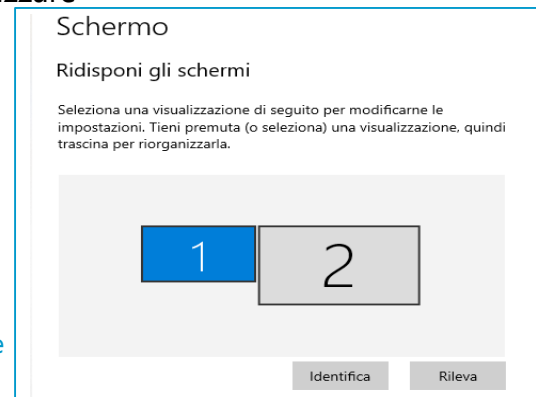 Schermo
Ridisponi gli schermi
Seleziona una visualizzazione di seguito per modificarne le
impostazioni. Tieni premuta (o seleziona) una visualizzazione, quindi
trascina per riorganizzarla.
1 2
e
Identifica Rileva